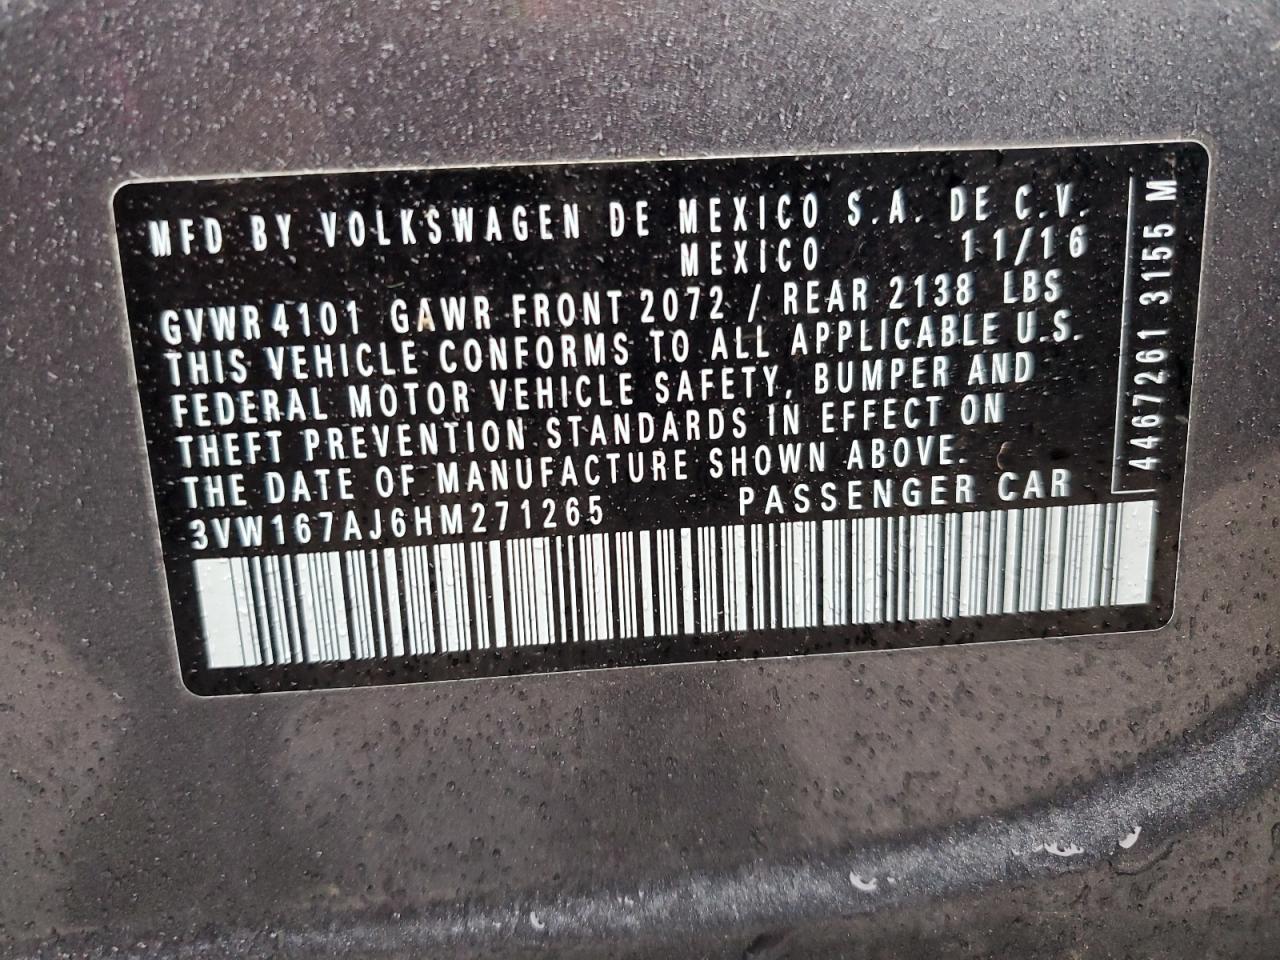 MFD BY VOLKSWAGEN DE MEXICO S.A. DE C.V.
MEXICO 11/16
GVWR 4101 GAWR FRONT 2072 / REAR 2138 LBS
THIS VEHICLE CONFORMS TO ALL APPLICABLE U.S.
FEDERAL MOTOR VEHICLE SAFETY, BUMPER AND
THEFT PREVENTION STANDARDS IN EFFECT ON
THE DATE OF MANUFACTURE SHOWN ABOVE.
3VW167AJ6HM271265 PASSENGER CAR
4467261 3155 M